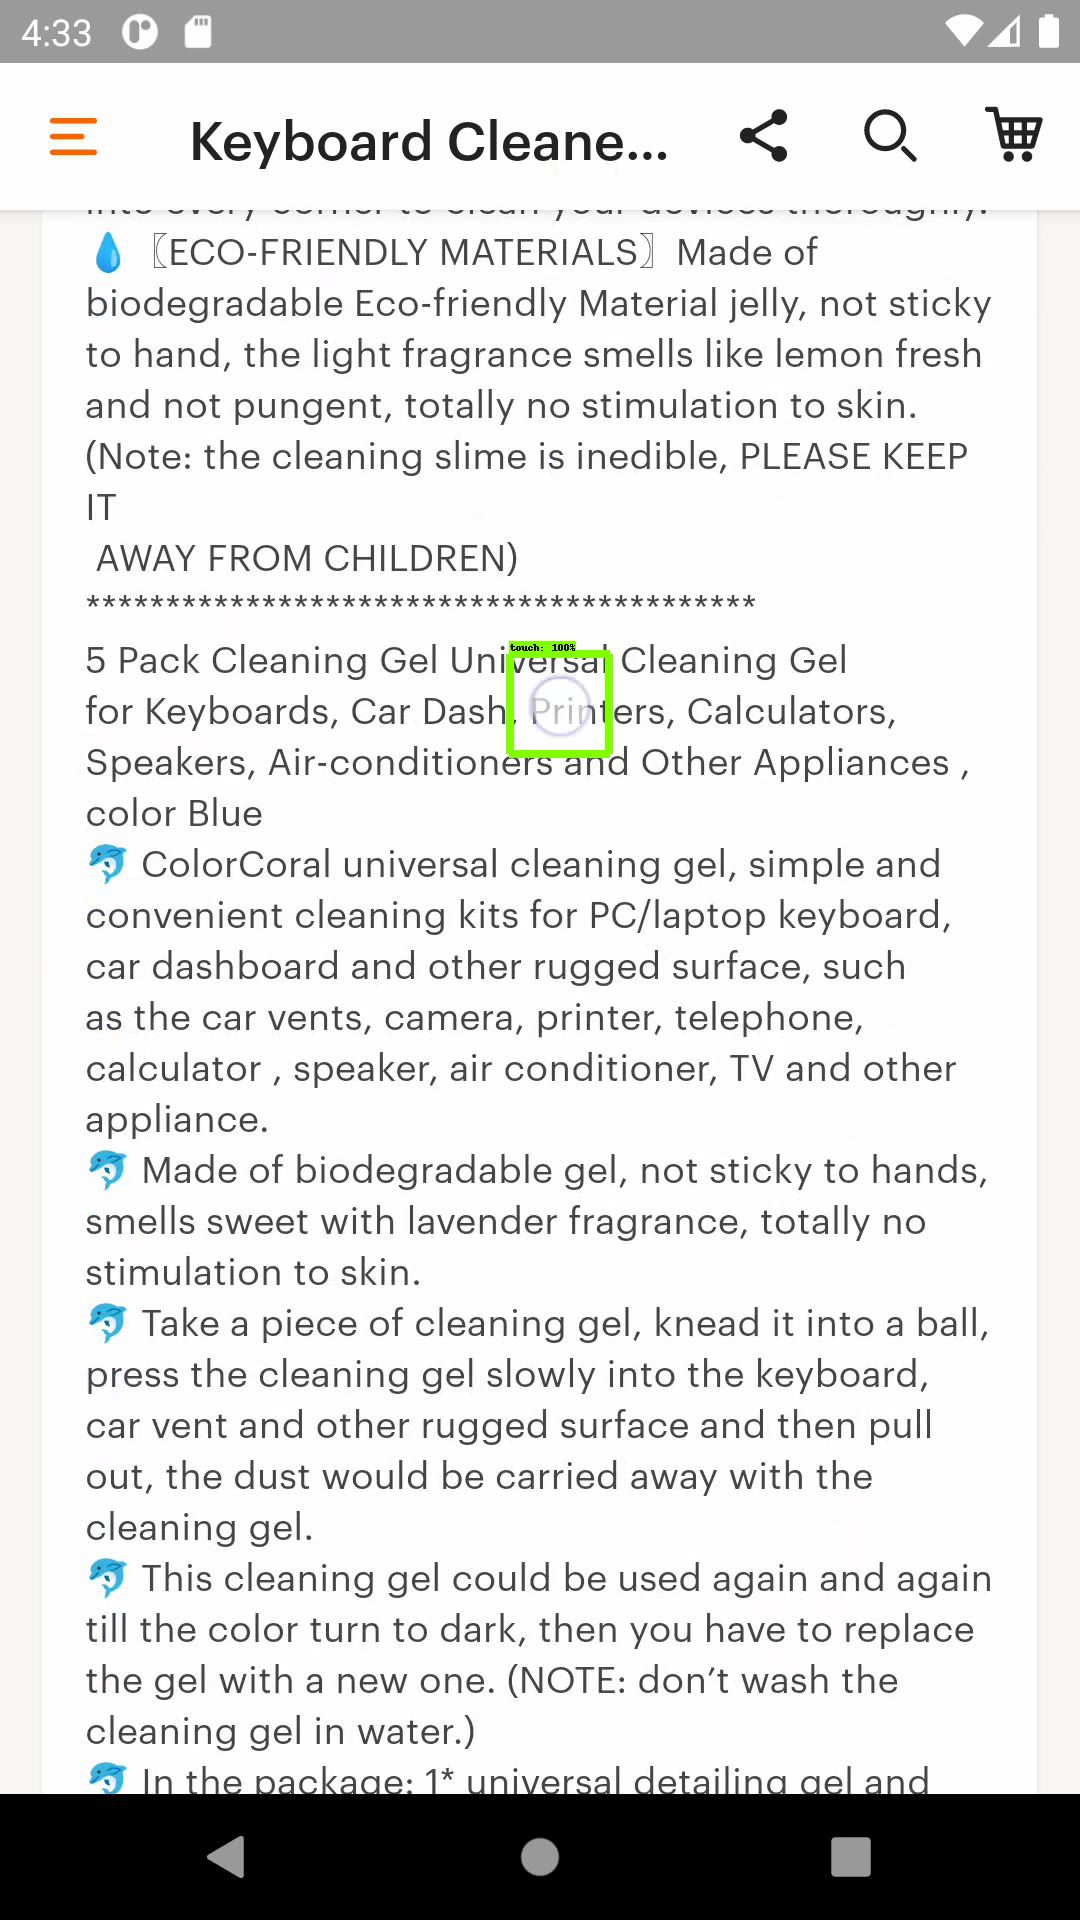 4:33
Keyboard Cleane...
into every corner to clean your devices thoroughly.
💧〖ECO-FRIENDLY MATERIALS〗Made of
biodegradable Eco-friendly Material jelly, not sticky
to hand, the light fragrance smells like lemon fresh
and not pungent, totally no stimulation to skin.
(Note: the cleaning slime is inedible, PLEASE KEEP
IT
AWAY FROM CHILDREN)
******************************************
touch: 100%
5 Pack Cleaning Gel Universal Cleaning Gel
for Keyboards, Car Dash, Printers, Calculators,
Speakers, Air-conditioners and Other Appliances ,
color Blue
🐬 ColorCoral universal cleaning gel, simple and
convenient cleaning kits for PC/laptop keyboard,
car dashboard and other rugged surface, such
as the car vents, camera, printer, telephone,
calculator , speaker, air conditioner, TV and other
appliance.
🐬 Made of biodegradable gel, not sticky to hands,
smells sweet with lavender fragrance, totally no
stimulation to skin.
🐬 Take a piece of cleaning gel, knead it into a ball,
press the cleaning gel slowly into the keyboard,
car vent and other rugged surface and then pull
out, the dust would be carried away with the
cleaning gel.
🐬 This cleaning gel could be used again and again
till the color turn to dark, then you have to replace
the gel with a new one. (NOTE: don’t wash the
cleaning gel in water.)
🐬 In the package: 1* universal detailing gel and